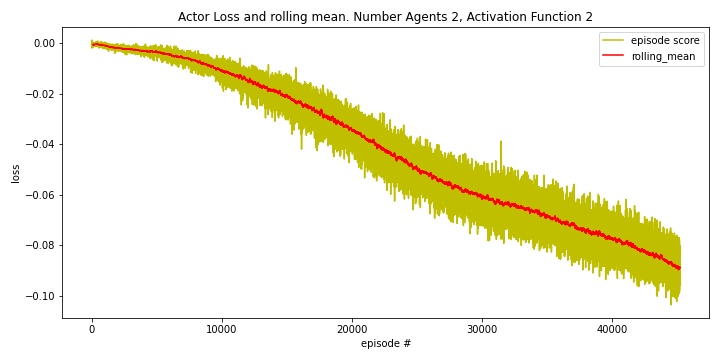 Actor Loss and rolling mean. Number Agents 2, Activation Function 2
episode score
rolling_mean
0.00
−0.02
−0.04
−0.06
−0.08
−0.10
loss
0 10000 20000 30000 40000
episode #